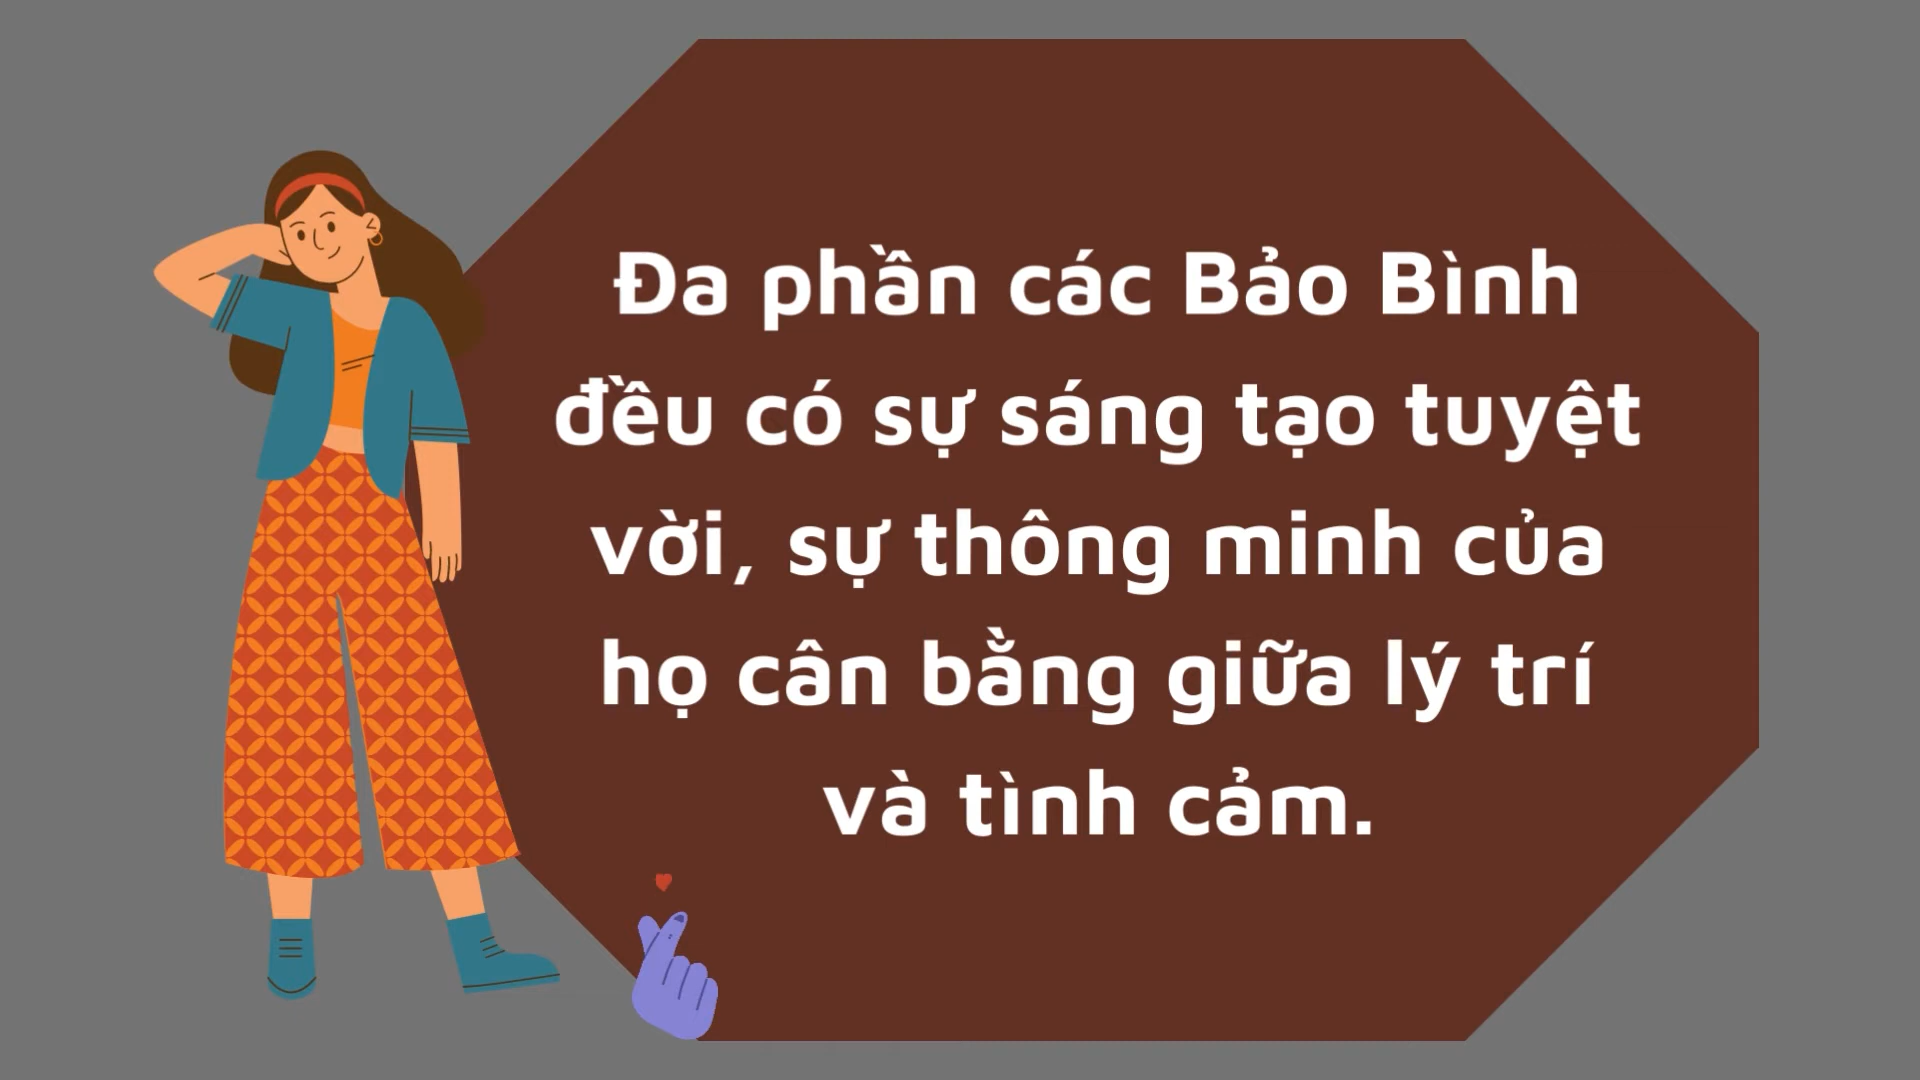 Đa phần các Bảo Bình
đều có sự sáng tạo tuyệt
vời, sự thông minh của
họ cân bằng giữa lý trí
và tình cảm.